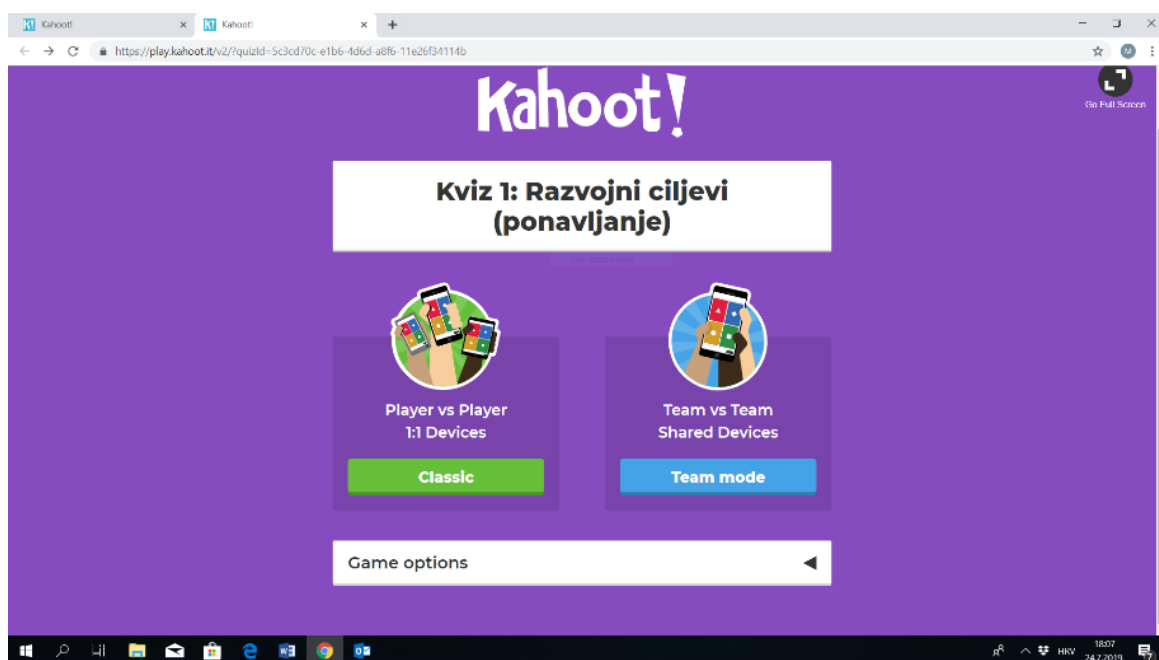 Kahoot!
Kahoot!
https://play.kahoot.it/v2/?quizId=5c3cd70c-e1b6-4d6d-a8f6-11e26f34114b
M
Kahoot!
Go Full Screen
Kviz 1: Razvojni ciljevi
(ponavljanje)
Player vs Player
1:1 Devices
Team vs Team
Shared Devices
Classic
Team mode
Game options
HRV
18:07
24.7.2019.